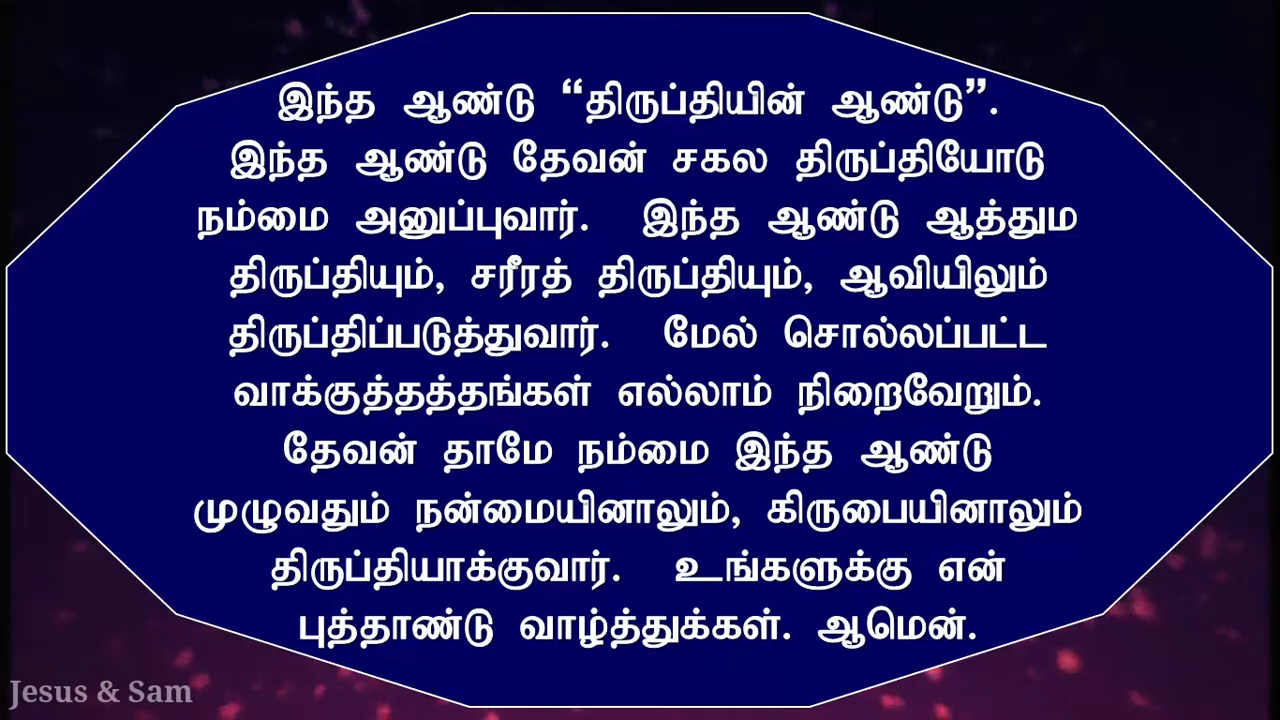 இந்த ஆண்டு “திருப்தியின் ஆண்டு”.
இந்த ஆண்டு தேவன் சகல திருப்தியோடு
நம்மை அனுப்புவார். இந்த ஆண்டு ஆத்தும
திருப்தியும், சரீரத் திருப்தியும், ஆவியிலும்
திருப்திப்படுத்துவார். மேல் சொல்லப்பட்ட
வாக்குத்தத்தங்கள் எல்லாம் நிறைவேறும்.
தேவன் தாமே நம்மை இந்த ஆண்டு
முழுவதும் நன்மையினாலும், கிருபையினாலும்
திருப்தியாக்குவார். உங்களுக்கு என்
புத்தாண்டு வாழ்த்துக்கள். ஆமென்.
Jesus & Sam